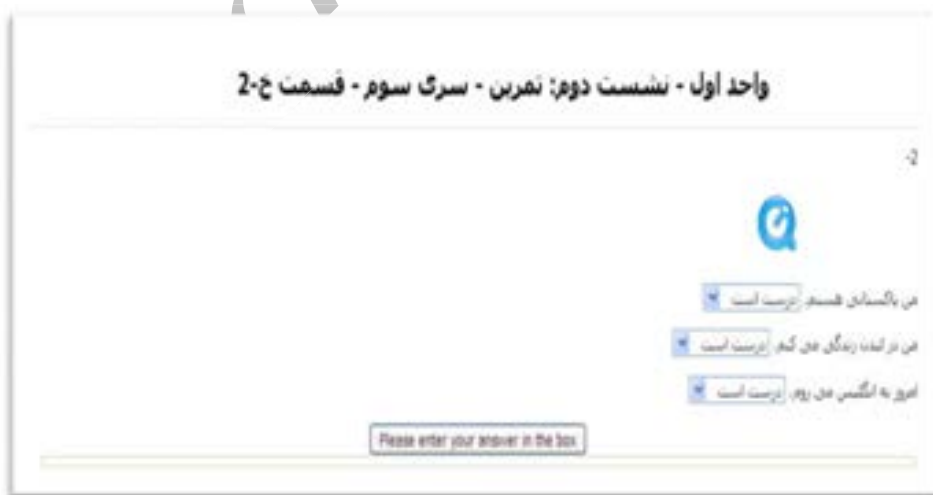 واحد اول - نشست دوم: تمرین - سری سوم - قسمت خ-2
2-
من پاکستانی هستم. درست است
من در لندن زندگی می کنم. درست است
امروز به انگلیس می روم. درست است
Please enter your answer in the box